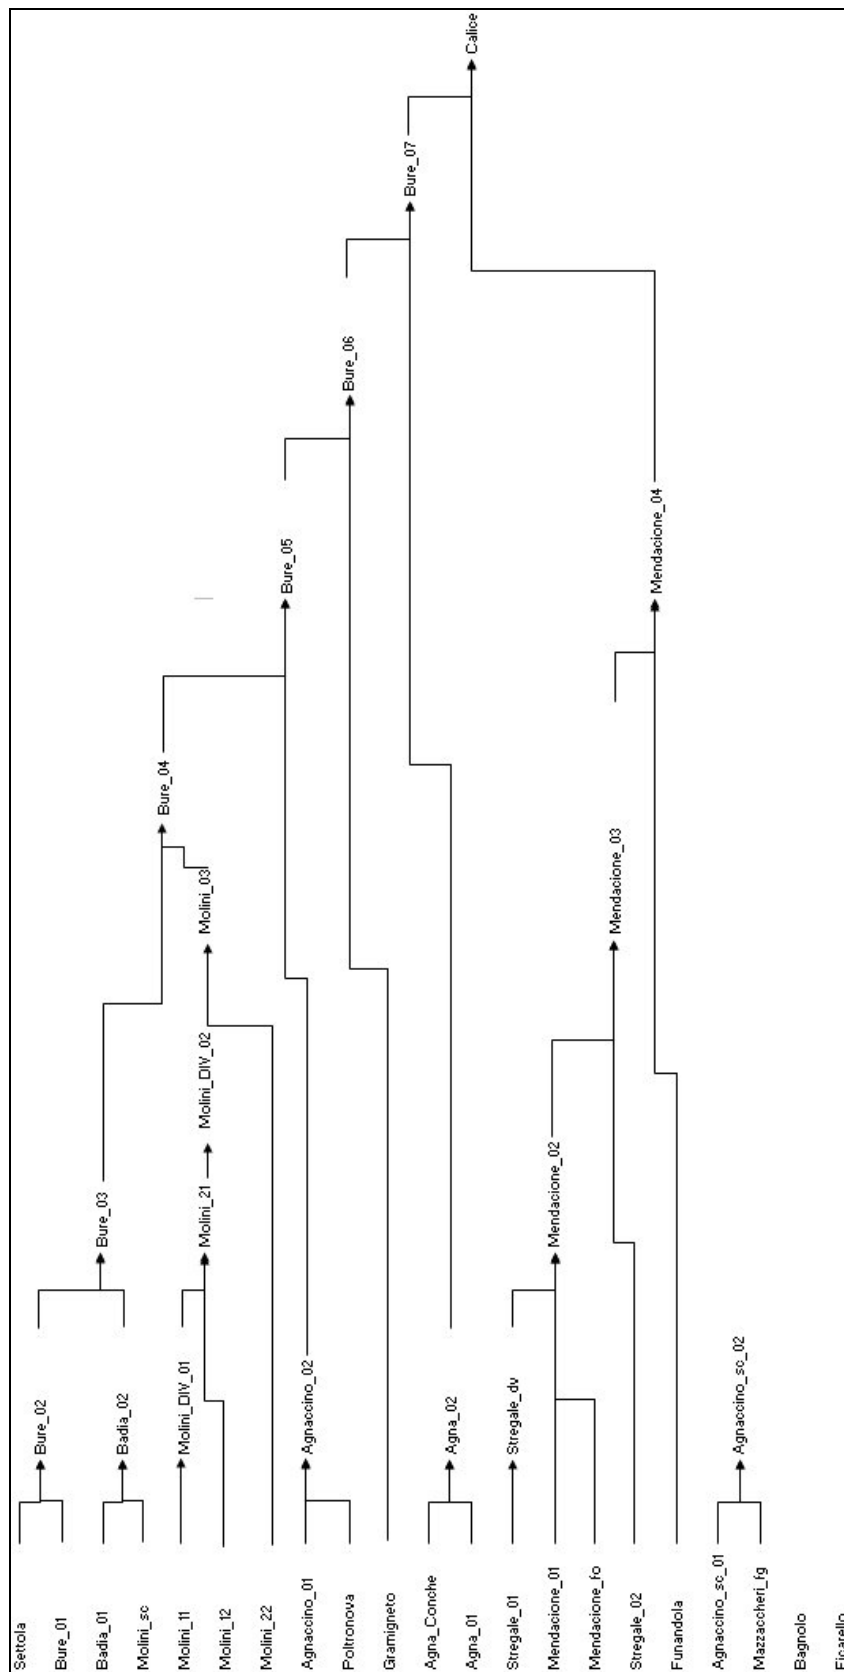 Settola
Bure_01
Badia_01
Molini_sc
Molini_11
Molini_12
Molini_22
Agnaccino_01
Poltronova
Gramigneto
Agna_Conche
Agna_01
Stregale_01
Mendacione_01
Mendacione_fo
Stregale_02
Funandola
Agnaccino_sc_01
Mazzaccheri_fg
Bagnolo
Ficarello
Bure_02
Badia_02
Molini_DIV_01
Agnaccino_02
Agna_02
Stregale_dv
Agnaccino_sc_02
Bure_03
Molini_21
Mendacione_02
Molini_DIV_02
Molini_03
Mendacione_03
Bure_04
Bure_05
Mendacione_04
Bure_06
Bure_07
Calice